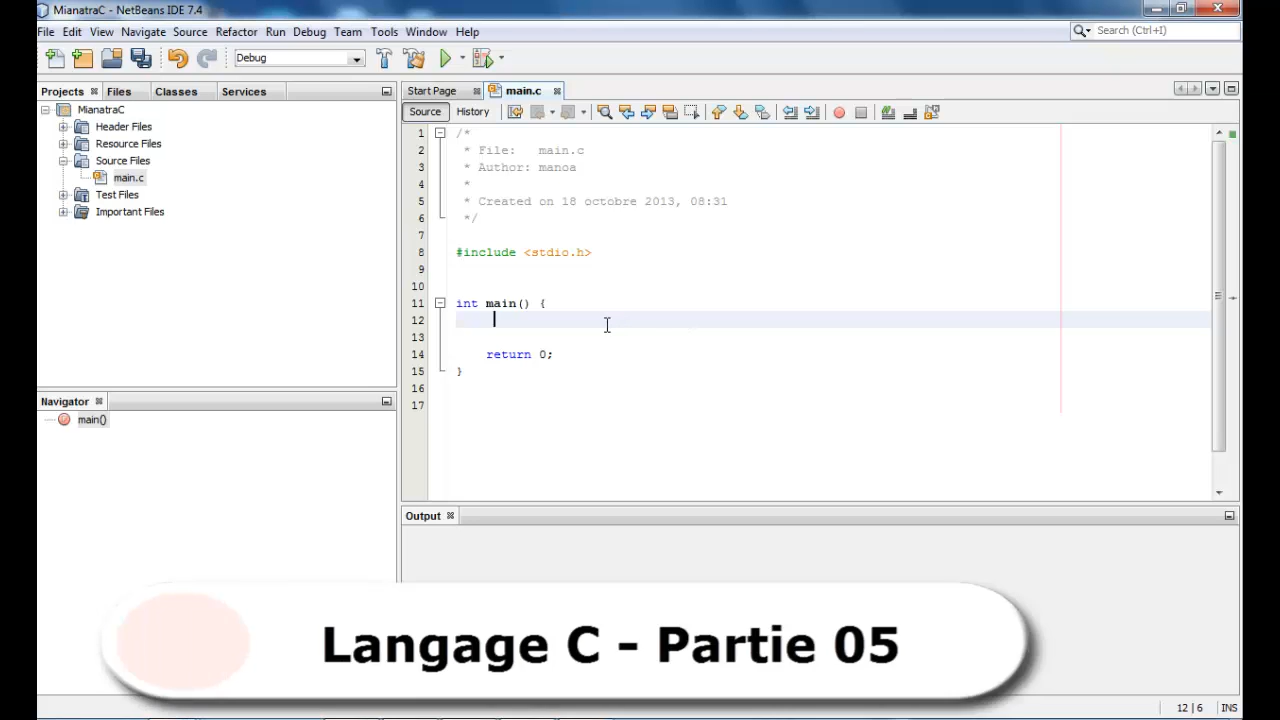 MianatraC - NetBeans IDE 7.4
File Edit View Navigate Source Refactor Run Debug Team Tools Window Help
Search (Ctrl+I)
Debug
Projects Files Classes Services
MianatraC
Header Files
Resource Files
Source Files
main.c
Test Files
Important Files
Navigator
main()
Start Page main.c
Source History
1 /*
2 * File: main.c
3 * Author: manoa
4 *
5 * Created on 18 octobre 2013, 08:31
6 */
7
8 #include <stdio.h>
9
10
11 int main() {
12
13
14 return 0;
15 }
16
17
Output
Langage C - Partie 05
12 | 6 INS